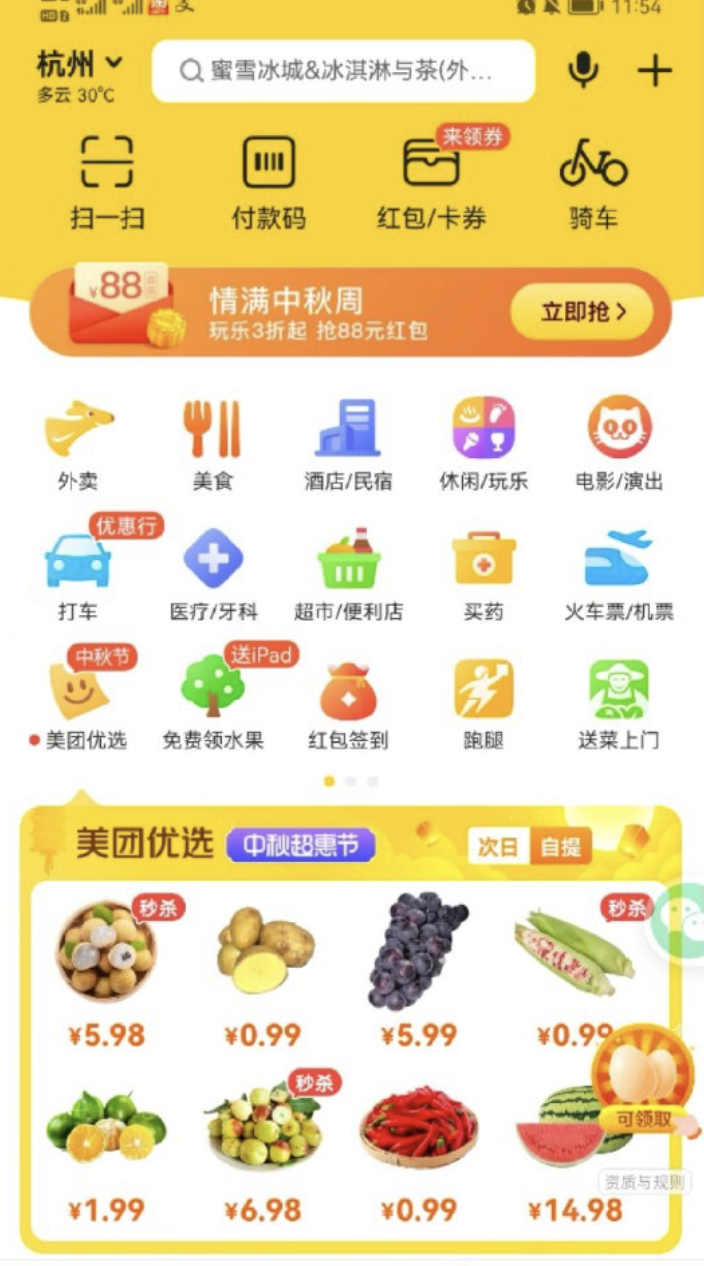 11:54
杭州
蜜雪冰城&冰淇淋与茶(外...
多云 30℃
来领券
扫一扫
付款码
红包/卡券
骑车
¥88
情满中秋周
玩乐3折起 抢88元红包
立即抢
外卖
美食
酒店/民宿
休闲/玩乐
电影/演出
优惠行
打车
医疗/牙科
超市/便利店
买药
火车票/机票
中秋节
送iPad
美团优选
免费领水果
红包签到
跑腿
送菜上门
美团优选
中秋超惠节
次日
自提
秒杀
秒杀
¥5.98
¥0.99
¥5.99
¥0.99
秒杀
可领取
资质与规则
¥1.99
¥6.98
¥0.99
¥14.98